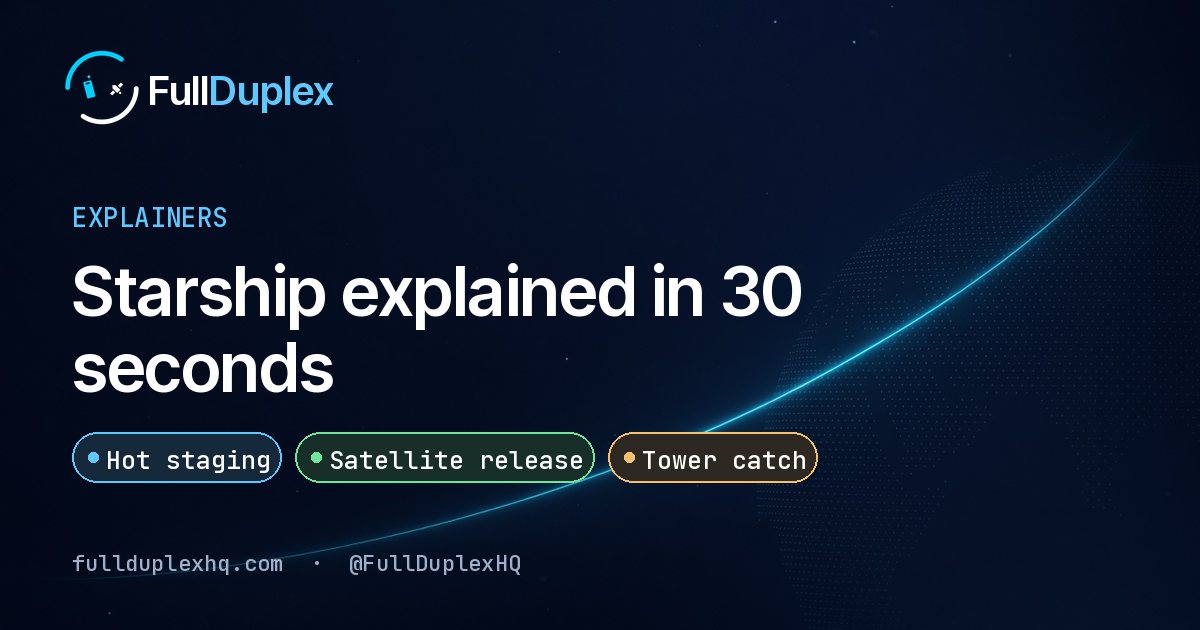 FullDuplex
EXPLAINERS
Starship explained in 30
seconds
Hot staging
Satellite release
Tower catch
fullduplexhq.com · @FullDuplexHQ